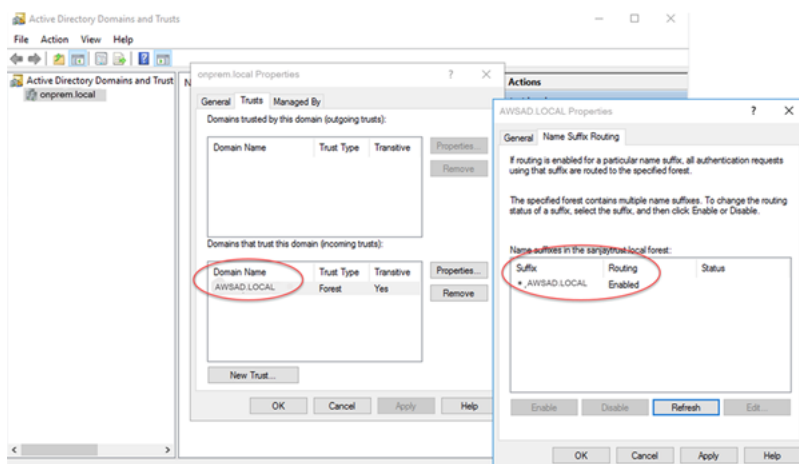 Active Directory Domains and Trusts
File Action View Help
Active Directory Domains and Trust
onprem.local
N
onprem.local Properties
General Trusts Managed By
Domains trusted by this domain (outgoing trusts):
Domain Name Trust Type Transitive
Properties...
Remove
Domains that trust this domain (incoming trusts):
Domain Name Trust Type Transitive
AWSAD.LOCAL Forest Yes
Properties...
Remove
New Trust...
OK Cancel Apply Help
Actions
AWSAD.LOCAL Properties
General Name Suffix Routing
If routing is enabled for a particular name suffix, all authentication requests
using that suffix are routed to the specified forest.
The specified forest contains multiple name suffixes. To change the routing
status of a suffix, select the suffix, and then click Enable or Disable.
Name suffixes in the sanjaytrust.local forest:
Suffix Routing Status
*.AWSAD.LOCAL Enabled
Enable Disable Refresh Edit...
OK Cancel Apply Help